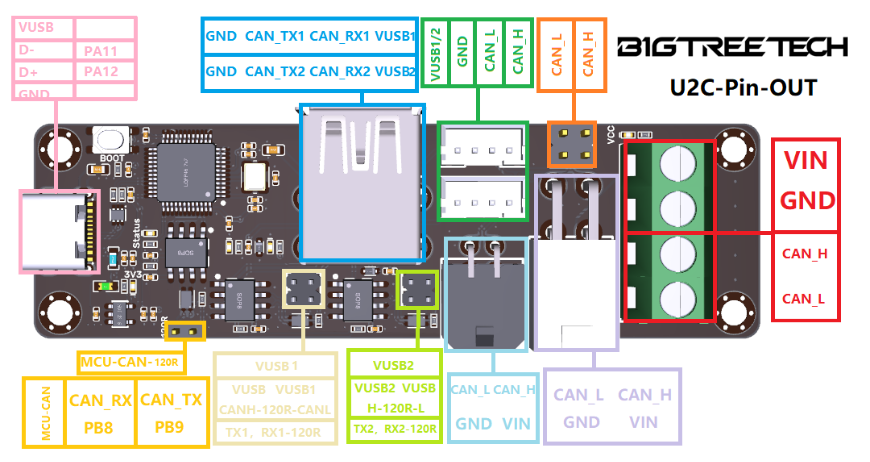 VUSB
D- PA11
D+ PA12
GND
GND CAN_TX1 CAN_RX1 VUSB1
GND CAN_TX2 CAN_RX2 VUSB2
VUSB1/2
GND
CAN_L
CAN_H
CAN_L
CAN_H
BIGTREETECH
U2C-Pin-OUT
BOOT
VCC
Status
3V3
SOP8
SOP8
SOP8
120R
VIN
GND
CAN_H
CAN_L
MCU-CAN-120R
MCU-CAN
CAN_RX
PB8
CAN_TX
PB9
VUSB1
VUSB VUSB1
CANH-120R-CANL
TX1, RX1-120R
VUSB2
VUSB2 VUSB
H-120R-L
TX2, RX2-120R
CAN_L CAN_H
GND VIN
CAN_L CAN_H
GND VIN